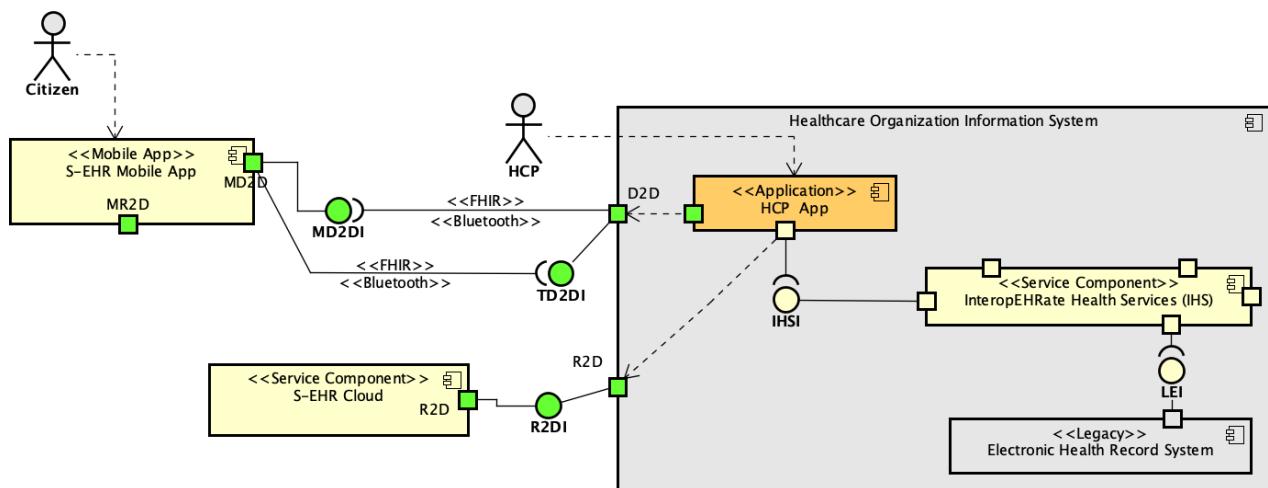 Citizen
<<Mobile App>>
S-EHR Mobile App
MD2D
MR2D
HCP
<<FHIR>>
<<Bluetooth>>
MD2DI
<<FHIR>>
<<Bluetooth>>
TD2DI
D2D
Healthcare Organization Information System
<<Application>>
HCP App
IHSI
<<Service Component>>
InteropEHRate Health Services (IHS)
LEI
<<Legacy>>
Electronic Health Record System
R2D
<<Service Component>>
S-EHR Cloud
R2D
R2DI